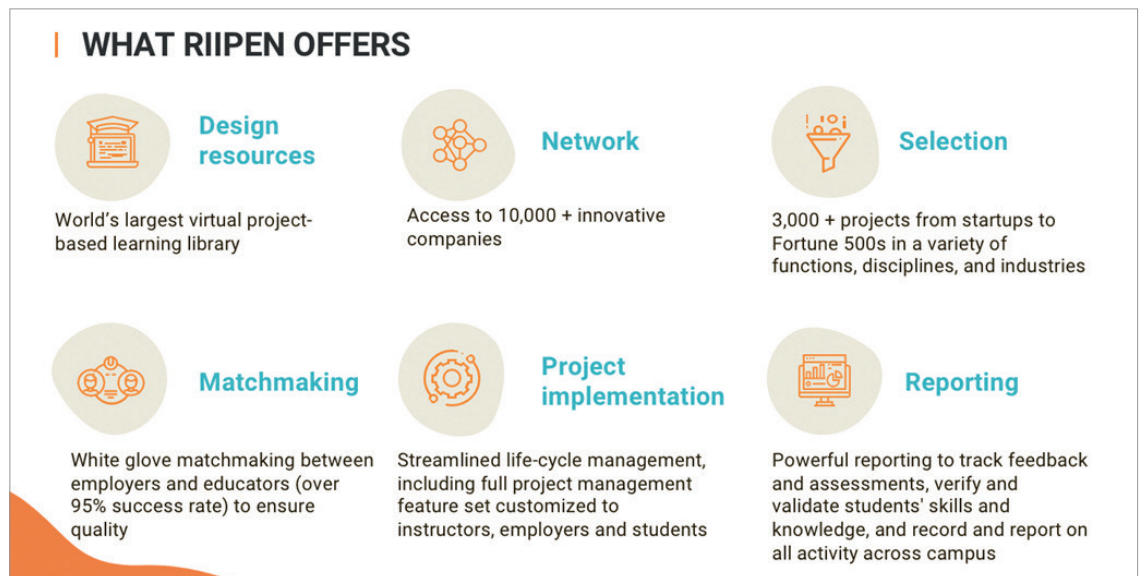 WHAT RIIPEN OFFERS
Design
resources
World's largest virtual project-
based learning library
Network
Access to 10,000 + innovative
companies
Selection
3,000 + projects from startups to
Fortune 500s in a variety of
functions, disciplines, and industries
Matchmaking
White glove matchmaking between
employers and educators (over
95% success rate) to ensure
quality
Project
implementation
Streamlined life-cycle management,
including full project management
feature set customized to
instructors, employers and students
Reporting
Powerful reporting to track feedback
and assessments, verify and
validate students' skills and
knowledge, and record and report on
all activity across campus